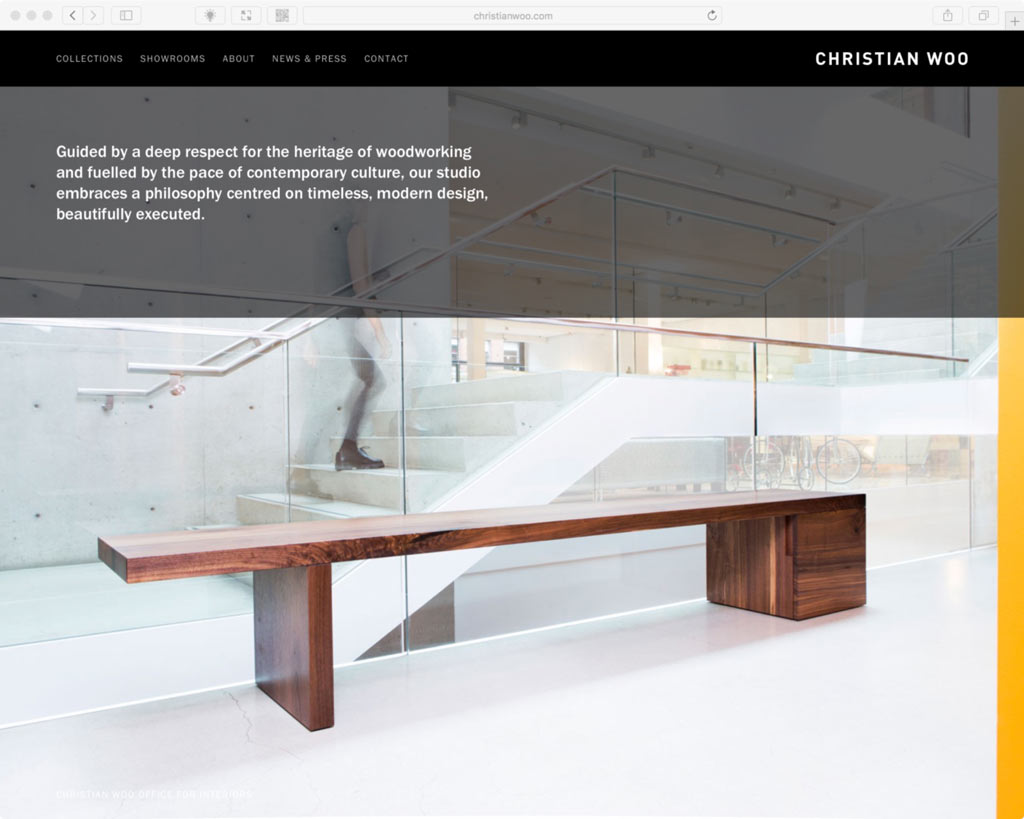 christianwoo.com
COLLECTIONS SHOWROOMS ABOUT NEWS & PRESS CONTACT
CHRISTIAN WOO
Guided by a deep respect for the heritage of woodworking
and fuelled by the pace of contemporary culture, our studio
embraces a philosophy centred on timeless, modern design,
beautifully executed.
CHRISTIAN WOO OFFICE FOR INTERIORS